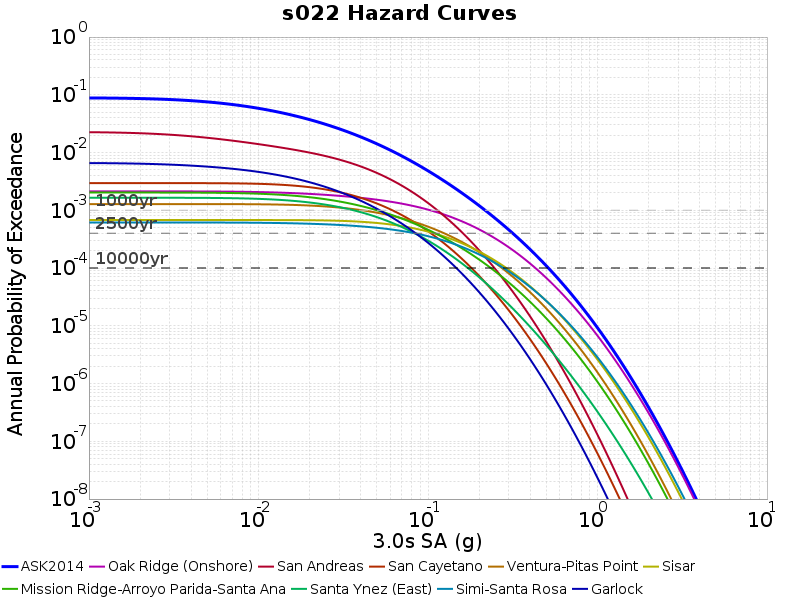 s022 Hazard Curves
Annual Probability of Exceedance
10^0
10^-1
10^-2
10^-3
10^-4
10^-5
10^-6
10^-7
10^-8
1000yr
2500yr
10000yr
10^-3 10^-2 10^-1 10^0 10^1
3.0s SA (g)
ASK2014 Oak Ridge (Onshore) San Andreas San Cayetano Ventura-Pitas Point Sisar
Mission Ridge-Arroyo Parida-Santa Ana Santa Ynez (East) Simi-Santa Rosa Garlock